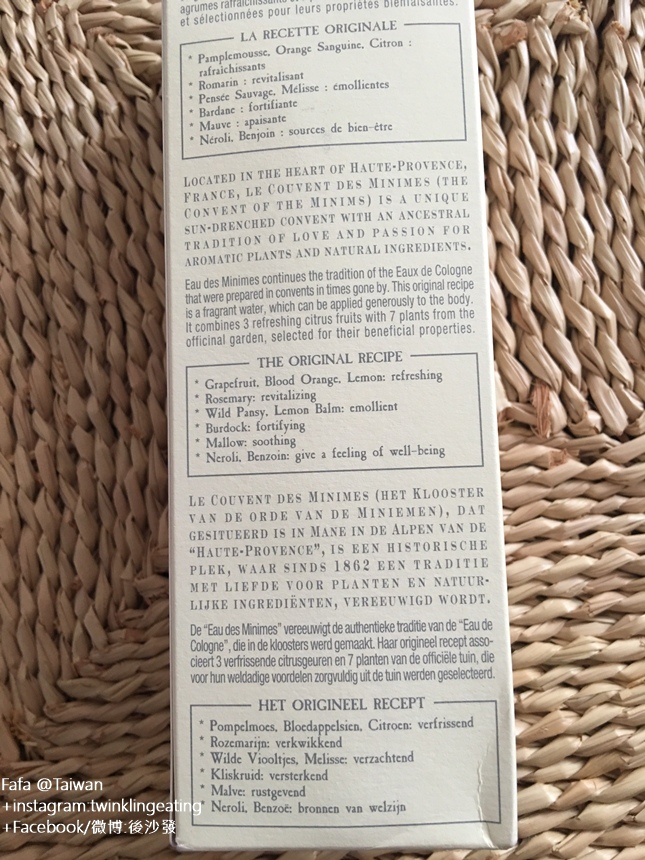 agrumes rafraîchissants
et sélectionnées pour leurs propriétés bienfaisantes.
LA RECETTE ORIGINALE
* Pamplemousse, Orange Sanguine, Citron :
rafraichissants
* Romarin : revitalisant
* Pensée Sauvage, Mélisse : émollientes
* Bardane : fortifiante
* Mauve : apaisante
* Néroli, Benjoin : sources de bien-être
LOCATED IN THE HEART OF HAUTE-PROVENCE,
FRANCE, LE COUVENT DES MINIMES (THE
CONVENT OF THE MINIMS) IS A UNIQUE
SUN-DRENCHED CONVENT WITH AN ANCESTRAL
TRADITION OF LOVE AND PASSION FOR
AROMATIC PLANTS AND NATURAL INGREDIENTS.
Eau des Minimes continues the tradition of the Eaux de Cologne
that were prepared in convents in times gone by. This original recipe
is a fragrant water, which can be applied generously to the body.
It combines 3 refreshing citrus fruits with 7 plants from the
officinal garden, selected for their beneficial properties.
THE ORIGINAL RECIPE
* Grapefruit, Blood Orange, Lemon: refreshing
* Rosemary: revitalizing
* Wild Pansy, Lemon Balm: emollient
* Burdock: fortifying
* Mallow: soothing
* Neroli, Benzoin: give a feeling of well-being
LE COUVENT DES MINIMES (HET KLOOSTER
VAN DE ORDE VAN DE MINIEMEN), DAT
GESITUEERD IS IN MANE IN DE ALPEN VAN DE
“HAUTE-PROVENCE”, IS EEN HISTORISCHE
PLEK, WAAR SINDS 1862 EEN TRADITIE
MET LIEFDE VOOR PLANTEN EN NATUUR-
LIJKE INGREDIËNTEN, VEREEUWIGD WORDT.
De “Eau des Minimes” vereeuwigt de authentieke traditie van de “Eau de
Cologne”, die in de kloosters werd gemaakt. Haar origineel recept asso-
cieert 3 verfrissende citrusgeuren en 7 planten van de officiële tuin, die
voor hun weldadige voordelen zorgvuldig uit de tuin werden geselecteerd.
HET ORIGINEEL RECEPT
* Pompelmoes, Bloedappelsien, Citroen: verfrissend
* Rozemarijn: verkwikkend
* Wilde Viooltjes, Melisse: verzachtend
* Kliskruid: versterkend
* Malve: rustgevend
* Neroli, Benzoë: bronnen van welzijn
Fafa @Taiwan
+instagram:twinklingeating
+Facebook/微博:後沙發